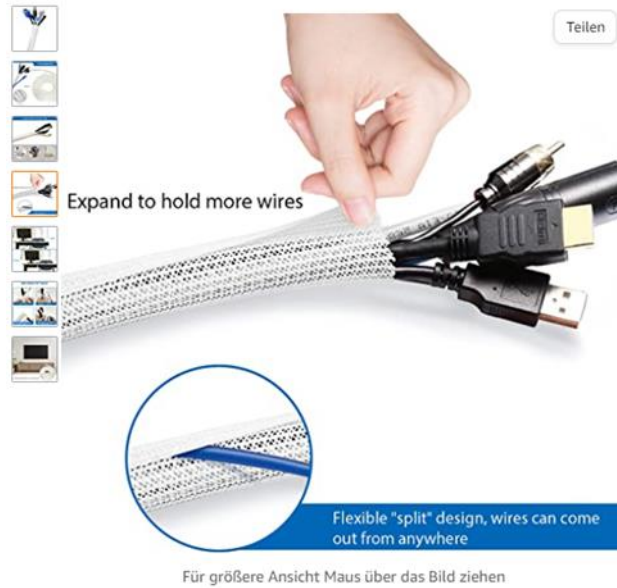 Teilen
Expand to hold more wires
Flexible "split" design, wires can come
out from anywhere
Für größere Ansicht Maus über das Bild ziehen